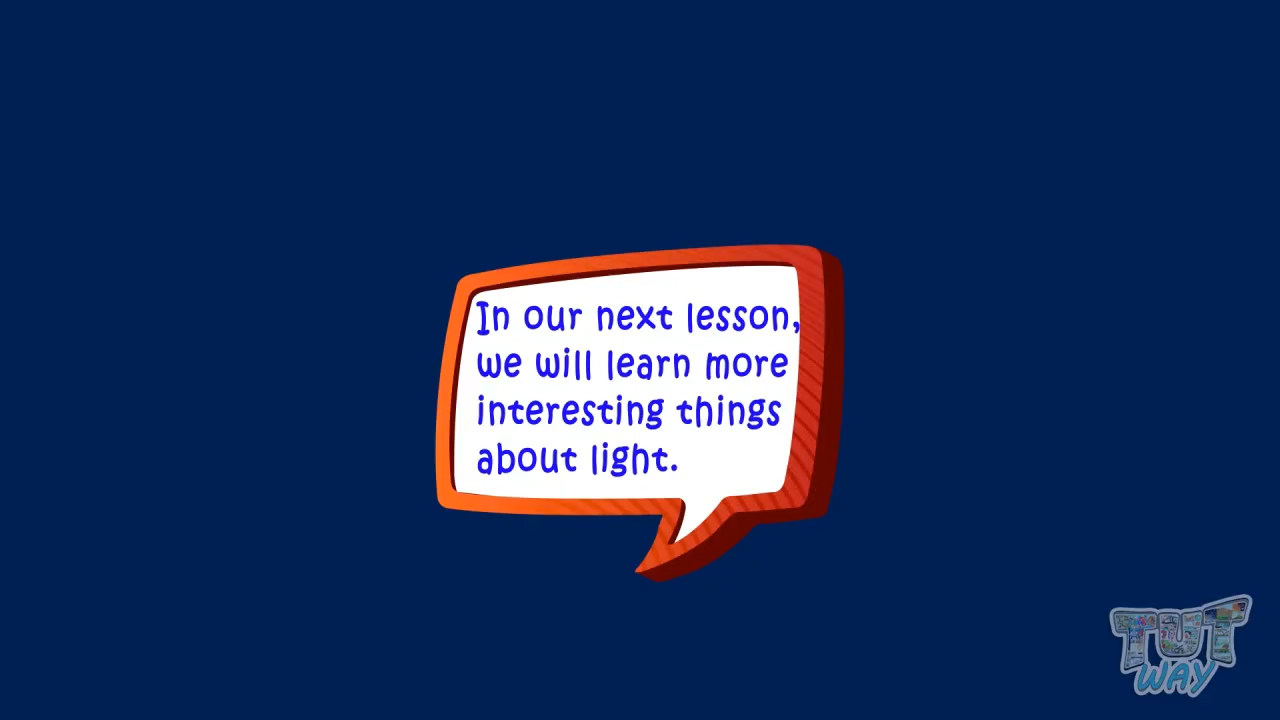 In our next lesson,
we will learn more
interesting things
about light.
TUT
WAY